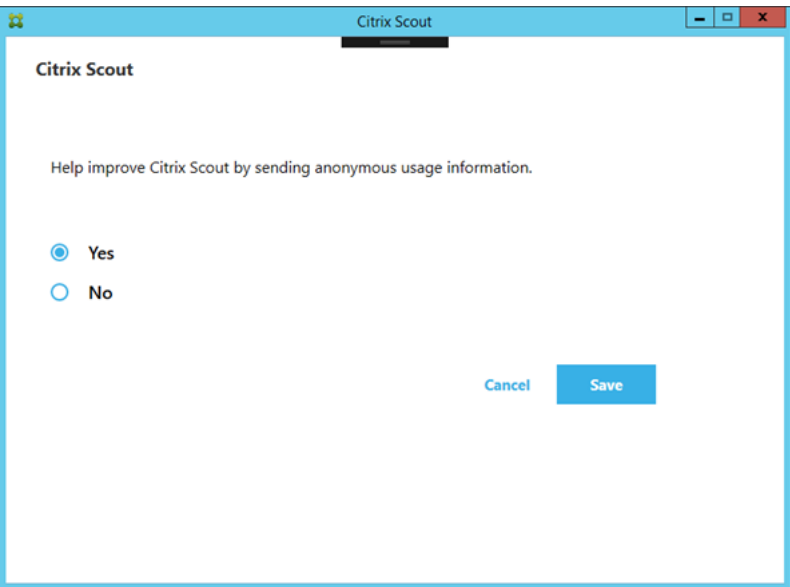 Citrix Scout
Citrix Scout
Help improve Citrix Scout by sending anonymous usage information.
Yes
No
Cancel Save